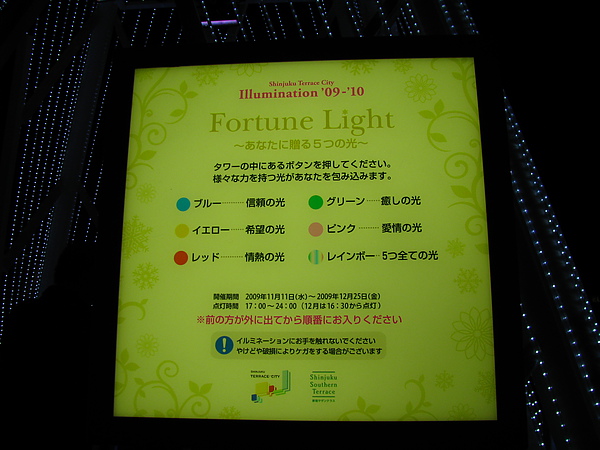 Shinjuku Terrace City
Illumination '09-'10
Fortune Light
～あなたに贈る5つの光～
タワーの中にあるボタンを押してください。
様々な力を持つ光があなたを包み込みます。
ブルー………信頼の光
グリーン……癒しの光
イエロー……希望の光
ピンク……愛情の光
レッド………情熱の光
レインボー…5つ全ての光
開催期間 2009年11月11日(水)～2009年12月25日(金)
点灯時間 17：00～24：00（12月は16：30から点灯）
※前の方が外に出てから順番にお入りください
イルミネーションにお手を触れないでください
やけどや破損によりケガをする場合がございます
SHINJUKU
TERRACE CITY
Shinjuku
Southern
Terrace
新宿サザンテラス